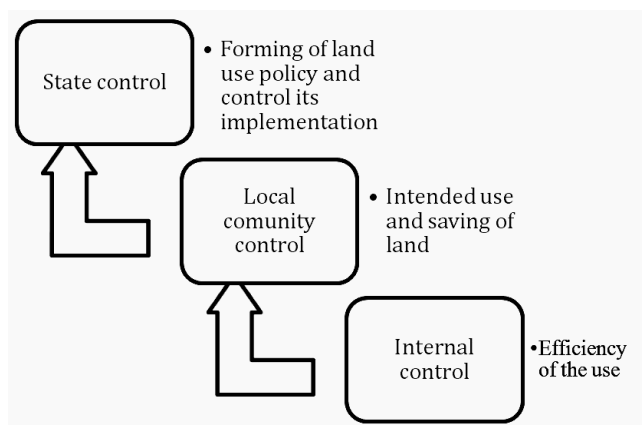 State control
• Forming of land
use policy and
control its
implementation
Local
comunity
control
• Intended use
and saving of
land
Internal
control
•Efficiency
of the use